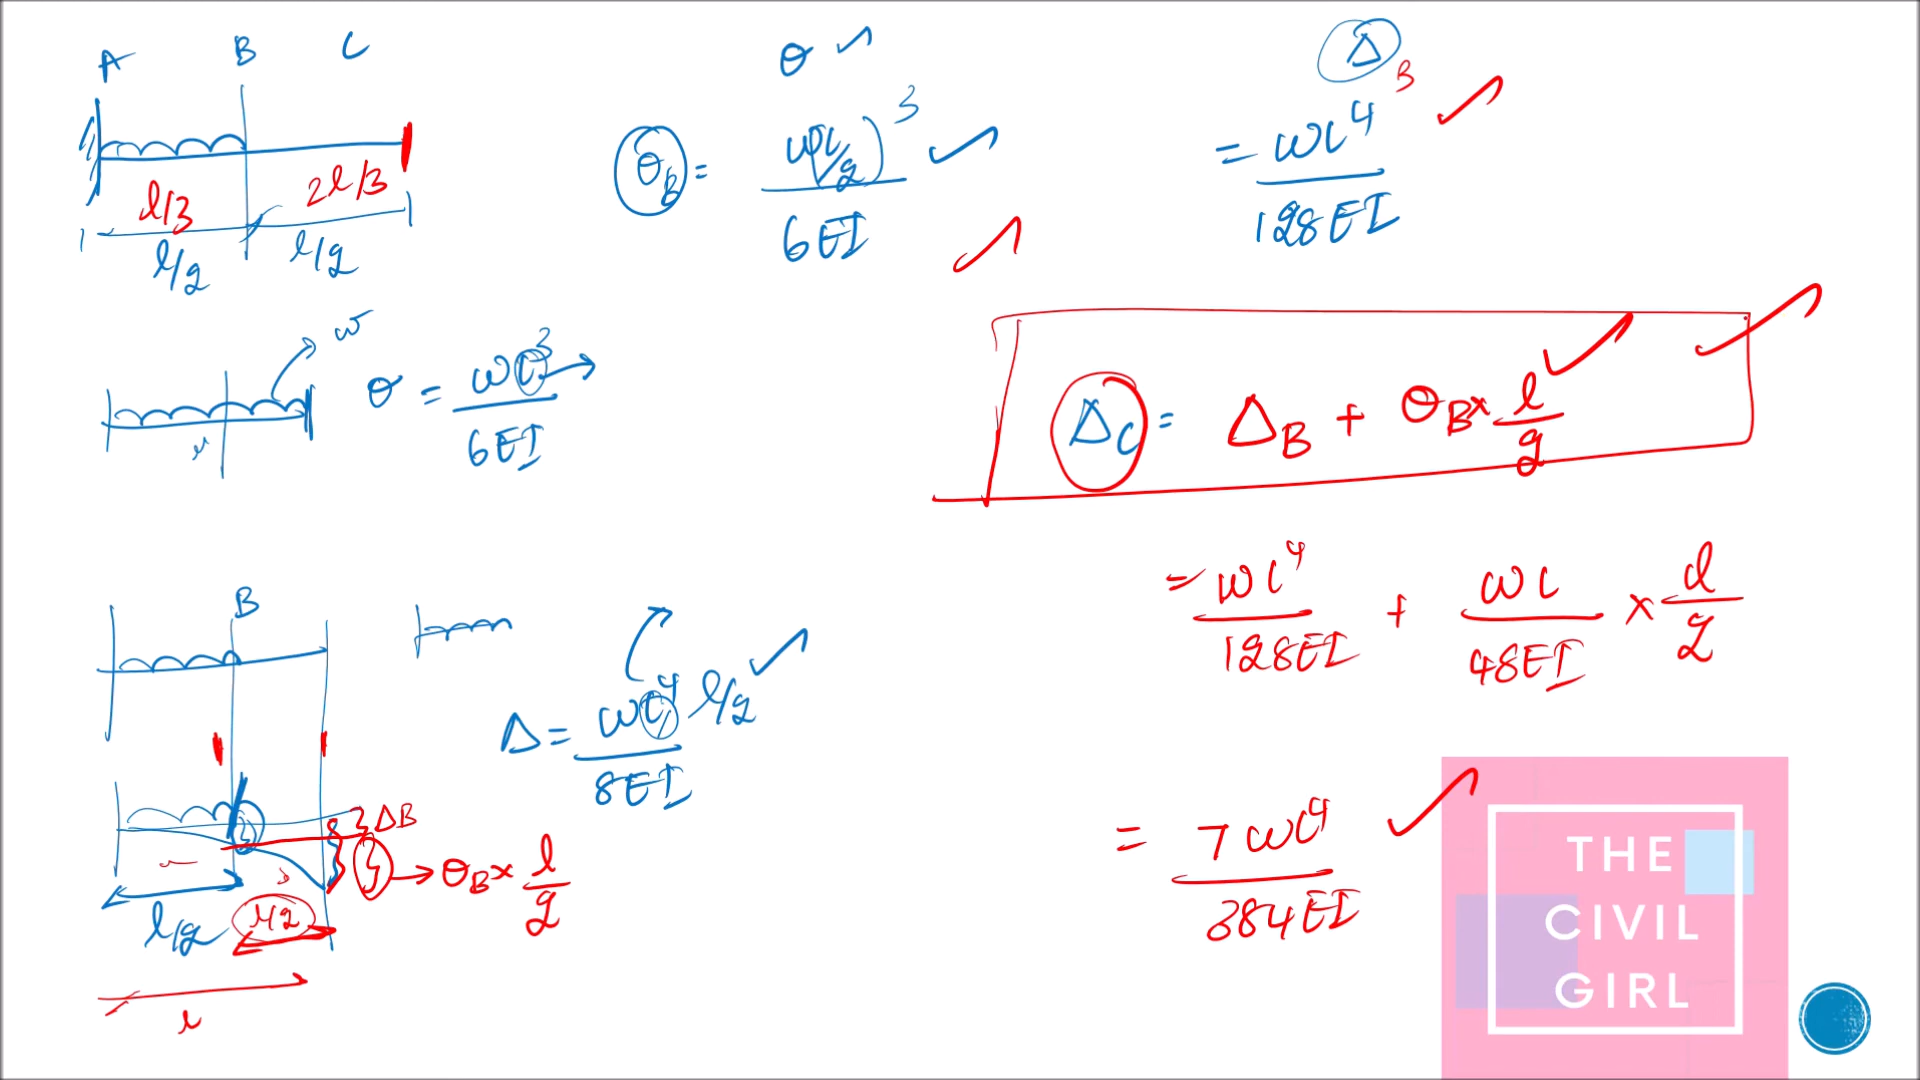 A B C
l/3 2l/3
l/2 l/2
θ
θB = w(l/2)^3 / 6EI
Δ B
= wl^4 / 128EI
w
θ = wl^3 / 6EI
ΔC = ΔB + θB × l/2
= wl^4 / 128EI + wl / 48EI × l/2
= 7wl^4 / 384EI
B
Δ = wl^4 / 8EI l/2
ΔB
→ θB × l/2
l/2 l/2
l
THE
CIVIL
GIRL